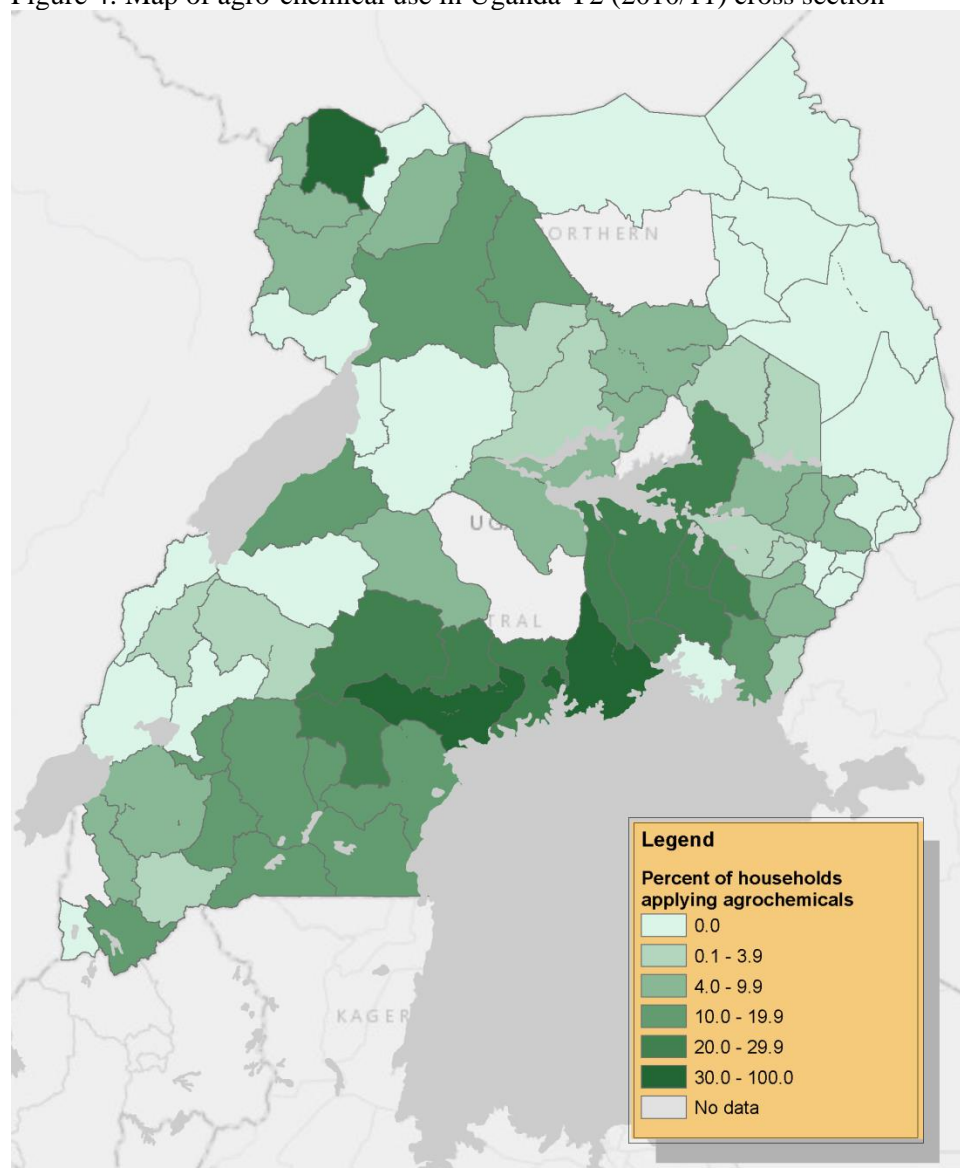 Figure 4: Map of agro-chemical use in Uganda-T2 (2010/11) cross section
ORTHERN
UG
TRAL
KAGER
Legend
Percent of households
applying agrochemicals
0.0
0.1 - 3.9
4.0 - 9.9
10.0 - 19.9
20.0 - 29.9
30.0 - 100.0
No data